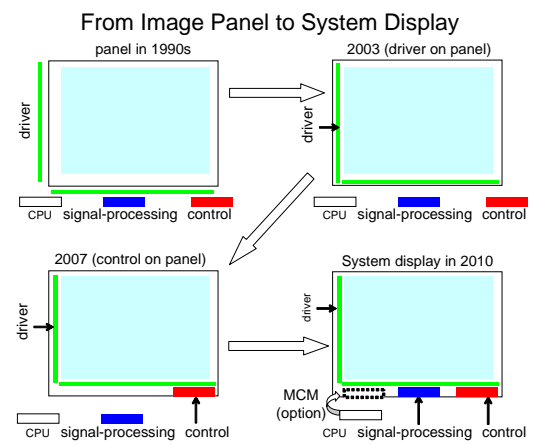 From Image Panel to System Display
panel in 1990s
driver
CPU signal-processing control
2003 (driver on panel)
driver
CPU signal-processing control
2007 (control on panel)
driver
CPU signal-processing control
System display in 2010
driver
MCM
(option)
CPU signal-processing control